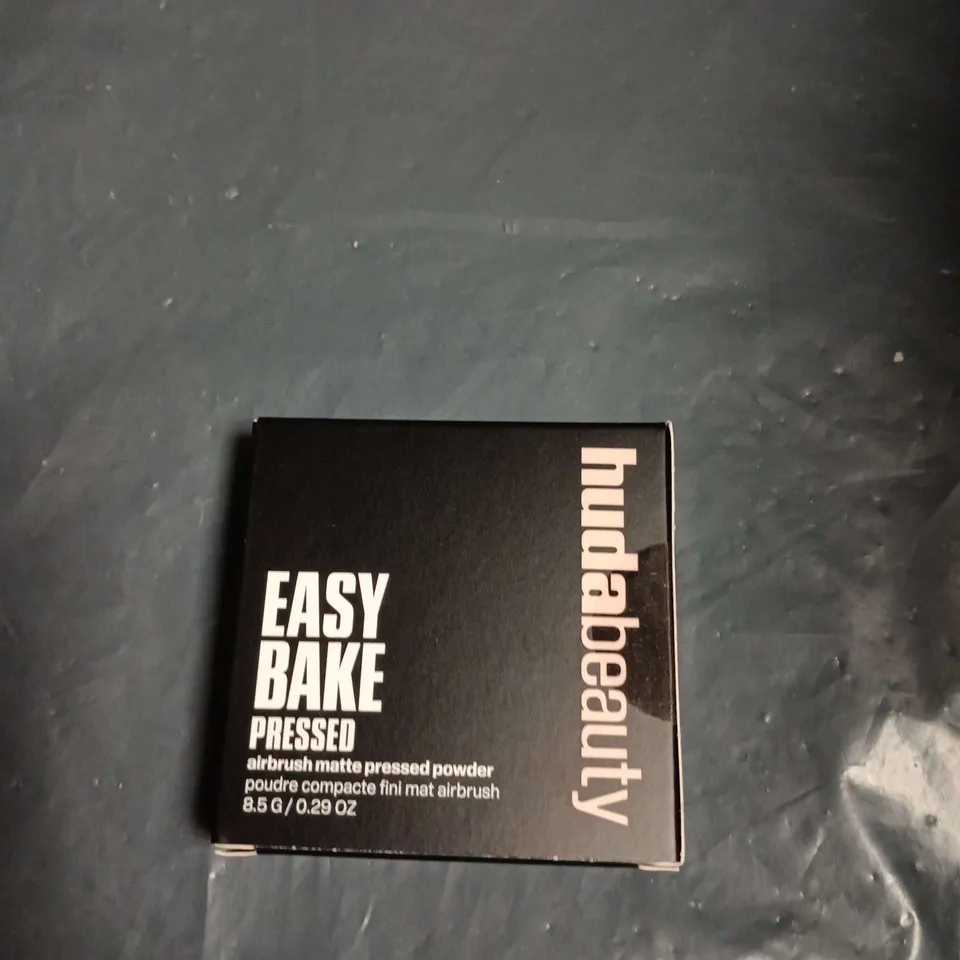 EASY
BAKE
PRESSED
airbrush matte pressed powder
poudre compacte fini mat airbrush
8.5 G / 0.29 OZ
hudabeauty